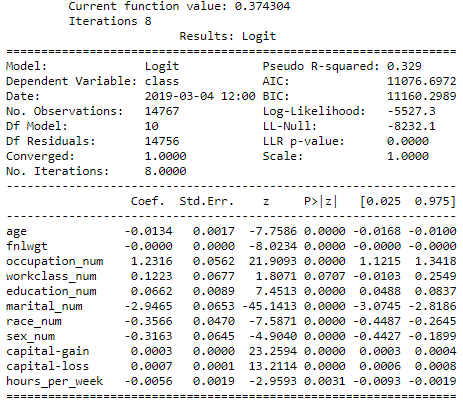 Current function value: 0.374304
Iterations 8
Results: Logit
=================================================================
Model: Logit Pseudo R-squared: 0.329
Dependent Variable: class AIC: 11076.6972
Date: 2019-03-04 12:00 BIC: 11160.2989
No. Observations: 14767 Log-Likelihood: -5527.3
Df Model: 10 LL-Null: -8232.1
Df Residuals: 14756 LLR p-value: 0.0000
Converged: 1.0000 Scale: 1.0000
No. Iterations: 8.0000
-----------------------------------------------------------------
Coef. Std.Err. z P>|z| [0.025 0.975]
-----------------------------------------------------------------
age -0.0134 0.0017 -7.7586 0.0000 -0.0168 -0.0100
fnlwgt -0.0000 0.0000 -8.0234 0.0000 -0.0000 -0.0000
occupation_num 1.2316 0.0562 21.9093 0.0000 1.1215 1.3418
workclass_num 0.1223 0.0677 1.8071 0.0707 -0.0103 0.2549
education_num 0.0662 0.0089 7.4513 0.0000 0.0488 0.0837
marital_num -2.9465 0.0653 -45.1413 0.0000 -3.0745 -2.8186
race_num -0.3566 0.0470 -7.5871 0.0000 -0.4487 -0.2645
sex_num -0.3163 0.0645 -4.9040 0.0000 -0.4427 -0.1899
capital-gain 0.0003 0.0000 23.2594 0.0000 0.0003 0.0004
capital-loss 0.0007 0.0001 13.2114 0.0000 0.0006 0.0008
hours_per_week -0.0056 0.0019 -2.9593 0.0031 -0.0093 -0.0019
=================================================================